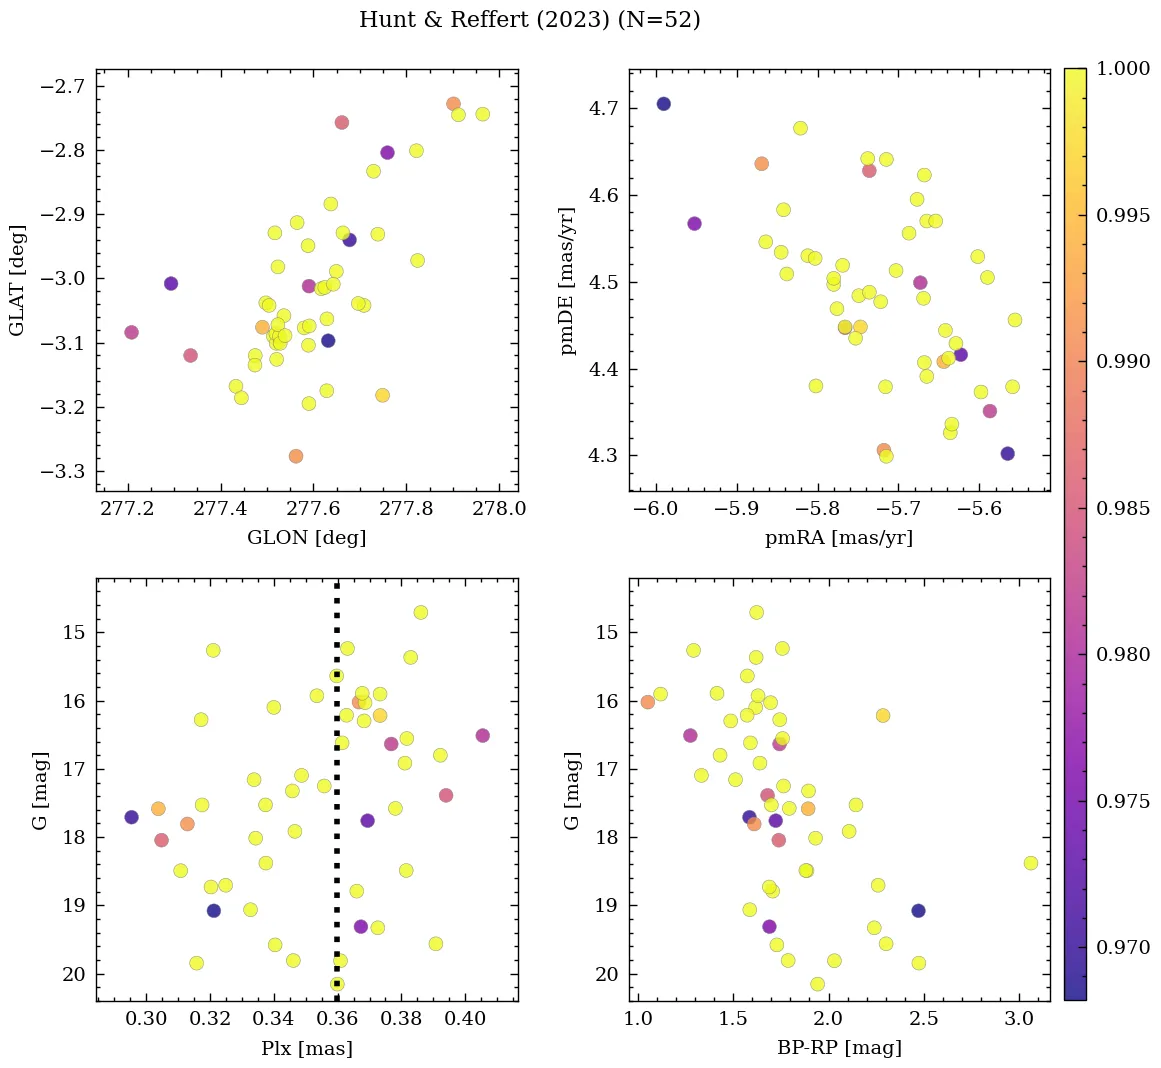 Hunt & Reffert (2023) (N=52)
−2.7
−2.8
−2.9
−3.0
−3.1
−3.2
−3.3
GLAT [deg]
277.2 277.4 277.6 277.8 278.0
GLON [deg]
4.7
4.6
4.5
4.4
4.3
pmDE [mas/yr]
−6.0 −5.9 −5.8 −5.7 −5.6
pmRA [mas/yr]
15
16
17
18
19
20
G [mag]
0.30 0.32 0.34 0.36 0.38 0.40
Plx [mas]
15
16
17
18
19
20
G [mag]
1.0 1.5 2.0 2.5 3.0
BP-RP [mag]
1.000
0.995
0.990
0.985
0.980
0.975
0.970